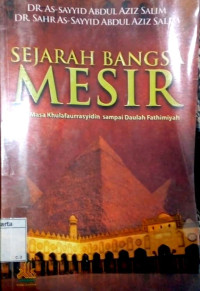 DR. AS-SAYYID ABDUL AZIZ SALIM
DR. SAHR AS-SAYYID ABDUL AZIZ SALIM
SEJARAH BANGSA
MESIR
Masa Khulafaurrasyidin sampai Daulah Fathimiyah